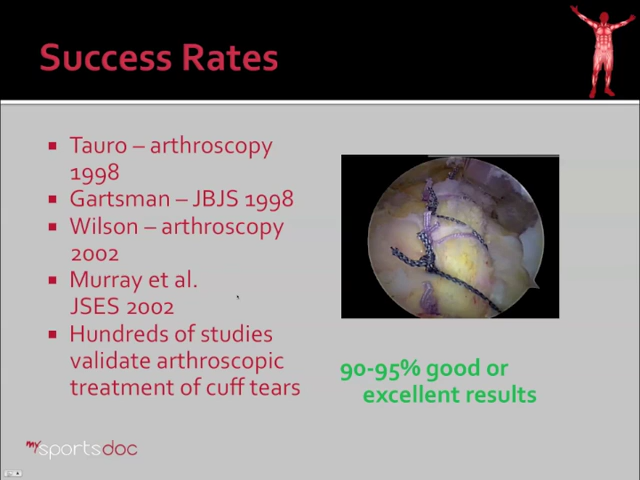 Success Rates
Tauro – arthroscopy
1998
Gartsman – JBJS 1998
Wilson – arthroscopy
2002
Murray et al.
JSES 2002
Hundreds of studies
validate arthroscopic
treatment of cuff tears
90-95% good or
excellent results
mysportsdoc